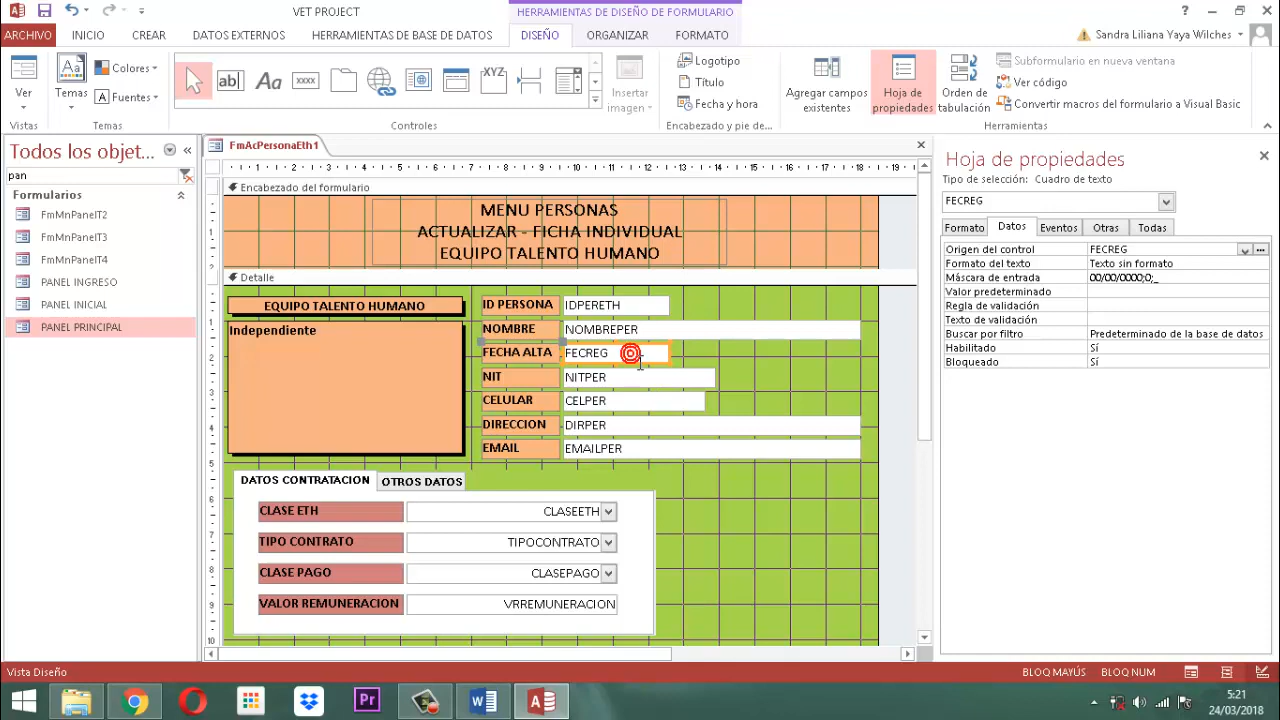 VET PROJECT
HERRAMIENTAS DE DISEÑO DE FORMULARIO
?
ARCHIVO
INICIO
CREAR
DATOS EXTERNOS
HERRAMIENTAS DE BASE DE DATOS
DISEÑO
ORGANIZAR
FORMATO
Sandra Liliana Yaya Wilches
Ver
Temas
Colores
Fuentes
ab
Aa
xxxx
XYZ
Insertar imagen
Logotipo
Título
Fecha y hora
Agregar campos existentes
Hoja de propiedades
Orden de tabulación
Subformulario en nueva ventana
Ver código
Convertir macros del formulario a Visual Basic
Vistas
Temas
Controles
Encabezado y pie de...
Herramientas
Todos los objet...
pan
Formularios
FmMnPanelT2
FmMnPanelT3
FmMnPanelT4
PANEL INGRESO
PANEL INICIAL
PANEL PRINCIPAL
FmAcPersonaEth1
Encabezado del formulario
MENU PERSONAS
ACTUALIZAR - FICHA INDIVIDUAL
EQUIPO TALENTO HUMANO
Detalle
EQUIPO TALENTO HUMANO
Independiente
ID PERSONA IDPERETH
NOMBRE NOMBREPER
FECHA ALTA FECREG
NIT NITPER
CELULAR CELPER
DIRECCION DIRPER
EMAIL EMAILPER
DATOS CONTRATACION OTROS DATOS
CLASE ETH CLASEETH
TIPO CONTRATO TIPOCONTRATO
CLASE PAGO CLASEPAGO
VALOR REMUNERACION VRREMUNERACION
Hoja de propiedades
Tipo de selección: Cuadro de texto
FECREG
Formato Datos Eventos Otras Todas
Origen del control FECREG
Formato del texto Texto sin formato
Máscara de entrada 00/00/0000;0;_
Valor predeterminado
Regla de validación
Texto de validación
Buscar por filtro Predeterminado de la base de datos
Habilitado Sí
Bloqueado Sí
Vista Diseño
BLOQ MAYÚS
BLOQ NUM
Pr
5:21
24/03/2018